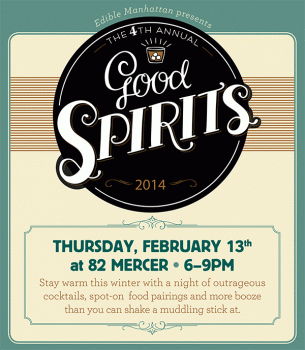 Edible Manhattan presents
THE 4TH ANNUAL
Good
SPIRITS
2014
THURSDAY, FEBRUARY 13th
at 82 MERCER • 6–9PM
Stay warm this winter with a night of outrageous
cocktails, spot-on food pairings and more booze
than you can shake a muddling stick at.